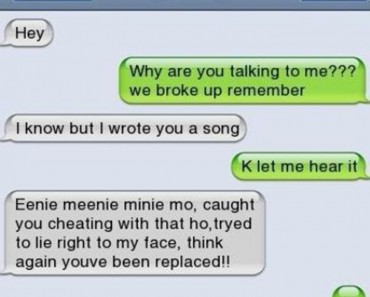 Hey
Why are you talking to me???
we broke up remember
I know but I wrote you a song
K let me hear it
Eenie meenie minie mo, caught
you cheating with that ho,tryed
to lie right to my face, think
again youve been replaced!!